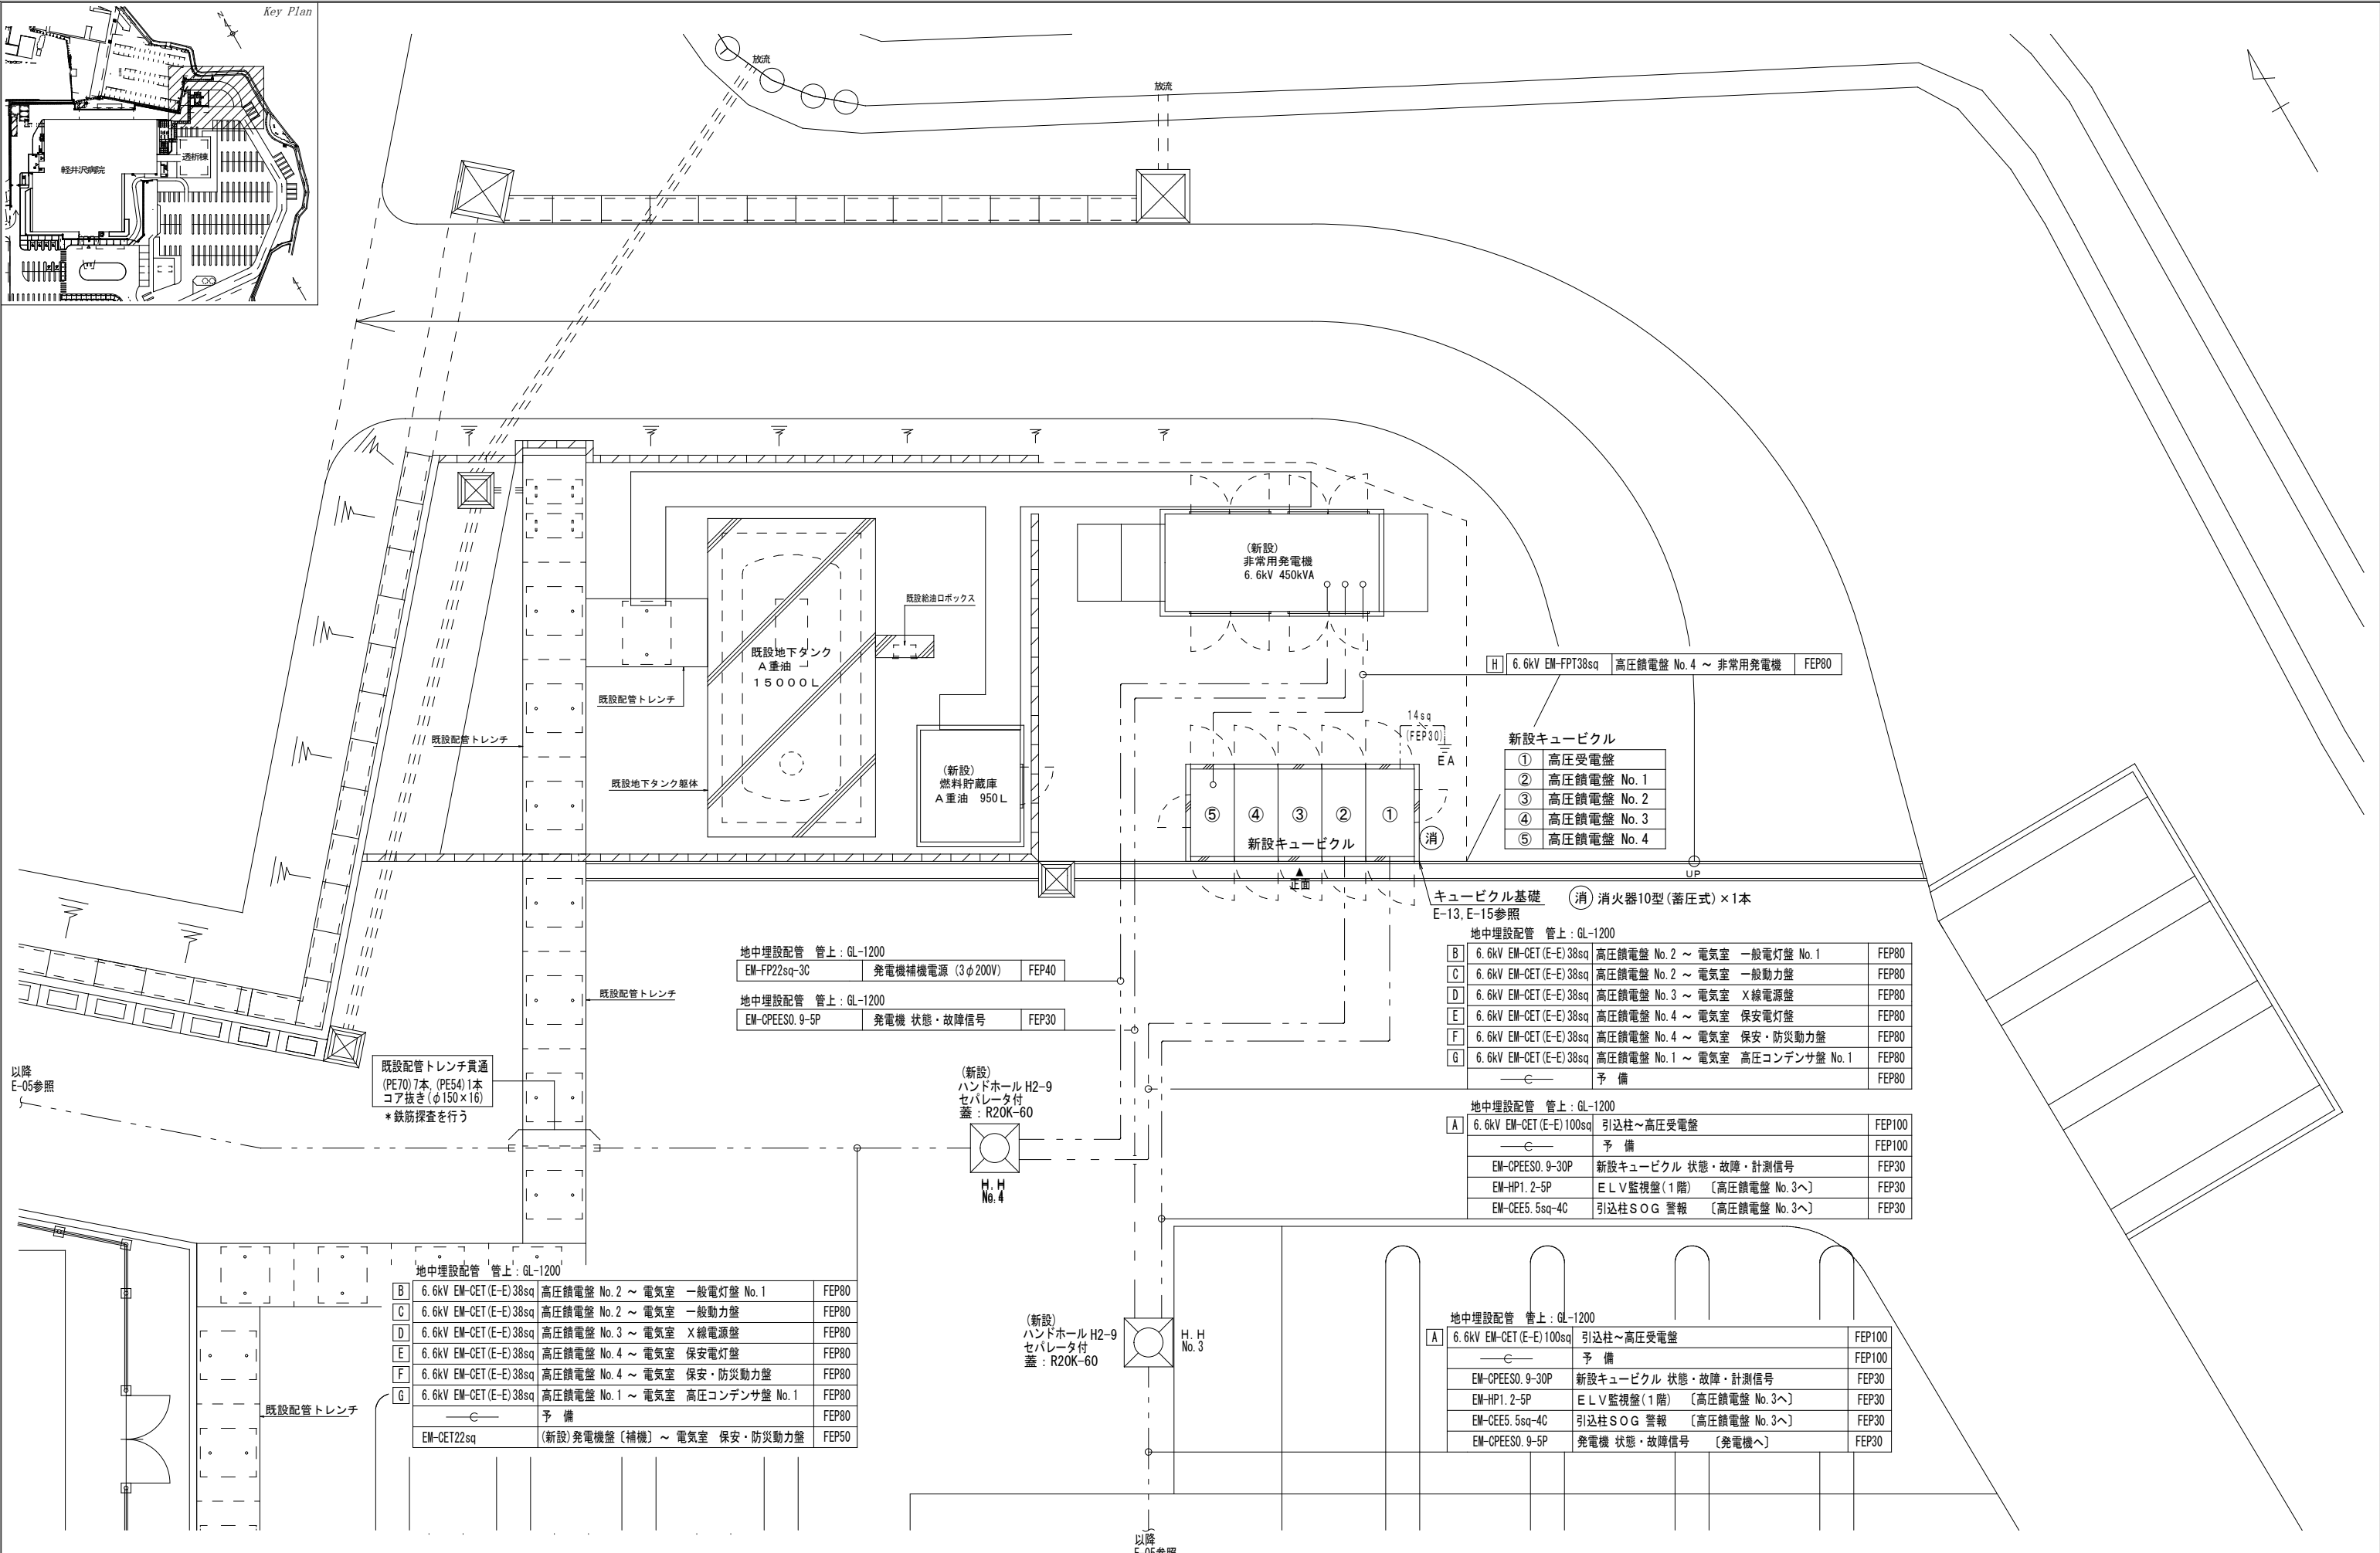 Key Plan
N
軽井沢病院
透析棟
放流
放流
(新設)
非常用発電機
6.6kV 450kVA
既設給油口ボックス
既設地下タンク
A重油
15000L
既設配管トレンチ
既設配管トレンチ
既設地下タンク躯体
(新設)
燃料貯蔵庫
A重油 950L
H 6.6kV EM-FPT38sq 高圧饋電盤 No.4 ～ 非常用発電機 FEP80
14sq
(FEP30)
EA
新設キュービクル
① 高圧受電盤
② 高圧饋電盤 No.1
③ 高圧饋電盤 No.2
④ 高圧饋電盤 No.3
⑤ 高圧饋電盤 No.4
⑤ ④ ③ ② ①
新設キュービクル
消
正面
UP
キュービクル基礎
E-13,E-15参照
消 消火器10型(蓄圧式)×1本
地中埋設配管 管上：GL-1200
EM-FP22sq-3C 発電機補機電源 (3φ200V) FEP40
地中埋設配管 管上：GL-1200
EM-CPEES0.9-5P 発電機 状態・故障信号 FEP30
既設配管トレンチ
地中埋設配管 管上：GL-1200
B 6.6kV EM-CET(E-E)38sq 高圧饋電盤 No.2 ～ 電気室 一般電灯盤 No.1 FEP80
C 6.6kV EM-CET(E-E)38sq 高圧饋電盤 No.2 ～ 電気室 一般動力盤 FEP80
D 6.6kV EM-CET(E-E)38sq 高圧饋電盤 No.3 ～ 電気室 X線電源盤 FEP80
E 6.6kV EM-CET(E-E)38sq 高圧饋電盤 No.4 ～ 電気室 保安電灯盤 FEP80
F 6.6kV EM-CET(E-E)38sq 高圧饋電盤 No.4 ～ 電気室 保安・防災動力盤 FEP80
G 6.6kV EM-CET(E-E)38sq 高圧饋電盤 No.1 ～ 電気室 高圧コンデンサ盤 No.1 FEP80
C 予 備 FEP80
地中埋設配管 管上：GL-1200
A 6.6kV EM-CET(E-E)100sq 引込柱～高圧受電盤 FEP100
C 予 備 FEP100
EM-CPEES0.9-30P 新設キュービクル 状態・故障・計測信号 FEP30
EM-HP1.2-5P ELV監視盤(1階) 〔高圧饋電盤 No.3へ〕 FEP30
EM-CEE5.5sq-4C 引込柱SOG 警報 〔高圧饋電盤 No.3へ〕 FEP30
以降
E-05参照
既設配管トレンチ貫通
(PE70)7本,(PE54)1本
コア抜き(φ150×16)
＊鉄筋探査を行う
(新設)
ハンドホール H2-9
セパレータ付
蓋：R20K-60
H.H
No.4
地中埋設配管 管上：GL-1200
B 6.6kV EM-CET(E-E)38sq 高圧饋電盤 No.2 ～ 電気室 一般電灯盤 No.1 FEP80
C 6.6kV EM-CET(E-E)38sq 高圧饋電盤 No.2 ～ 電気室 一般動力盤 FEP80
D 6.6kV EM-CET(E-E)38sq 高圧饋電盤 No.3 ～ 電気室 X線電源盤 FEP80
E 6.6kV EM-CET(E-E)38sq 高圧饋電盤 No.4 ～ 電気室 保安電灯盤 FEP80
F 6.6kV EM-CET(E-E)38sq 高圧饋電盤 No.4 ～ 電気室 保安・防災動力盤 FEP80
G 6.6kV EM-CET(E-E)38sq 高圧饋電盤 No.1 ～ 電気室 高圧コンデンサ盤 No.1 FEP80
C 予 備 FEP80
EM-CET22sq (新設)発電機盤〔補機〕 ～ 電気室 保安・防災動力盤 FEP50
既設配管トレンチ
(新設)
ハンドホール H2-9
セパレータ付
蓋：R20K-60
H.H
No.3
地中埋設配管 管上：GL-1200
A 6.6kV EM-CET(E-E)100sq 引込柱～高圧受電盤 FEP100
C 予 備 FEP100
EM-CPEES0.9-30P 新設キュービクル 状態・故障・計測信号 FEP30
EM-HP1.2-5P ELV監視盤(1階) 〔高圧饋電盤 No.3へ〕 FEP30
EM-CEE5.5sq-4C 引込柱SOG 警報 〔高圧饋電盤 No.3へ〕 FEP30
EM-CPEES0.9-5P 発電機 状態・故障信号 〔発電機へ〕 FEP30
以降
E-05参照